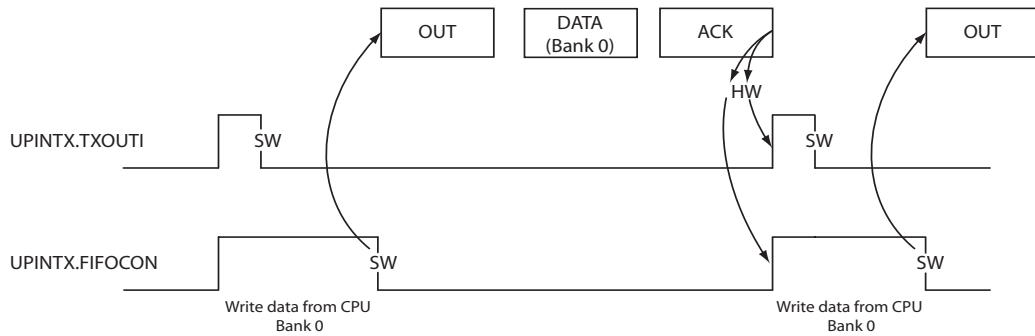 OUT
DATA
(Bank 0)
ACK
OUT
HW
UPINTX.TXOUTI
SW
SW
UPINTX.FIFOCON
SW
SW
Write data from CPU
Bank 0
Write data from CPU
Bank 0